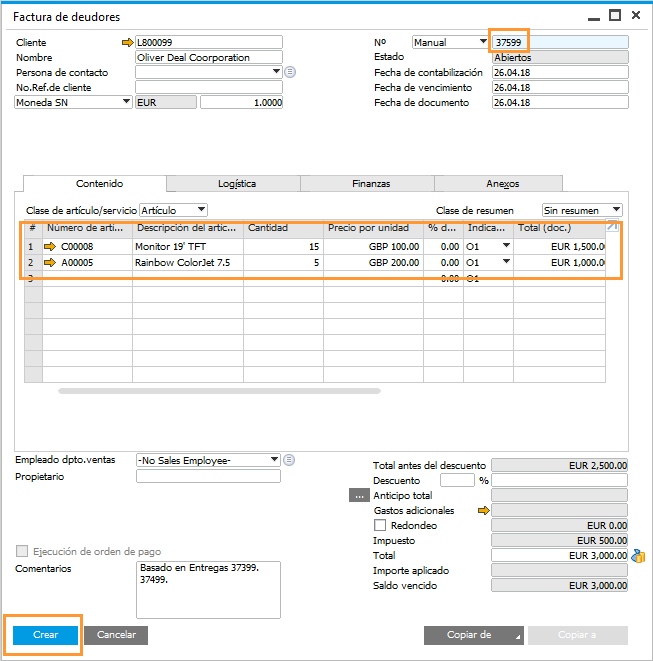 Factura de deudores
Cliente L800099 Nº Manual 37599
Nombre Oliver Deal Coorporation Estado Abiertos
Persona de contacto Fecha de contabilización 26.04.18
No.Ref.de cliente Fecha de vencimiento 26.04.18
Moneda SN EUR 1.0000 Fecha de documento 26.04.18
Contenido Logística Finanzas Anexos
Clase de artículo/servicio Artículo Clase de resumen Sin resumen
# Número de artí... Descripción del artíc... Cantidad Precio por unidad % d... Indica... Total (doc.)
1 C00008 Monitor 19' TFT 15 GBP 100.00 0.00 O1 EUR 1,500.00
2 A00005 Rainbow ColorJet 7.5 5 GBP 200.00 0.00 O1 EUR 1,000.00
3 0.00 O1
Empleado dpto.ventas -No Sales Employee- Total antes del descuento EUR 2,500.00
Propietario Descuento %
... Anticipo total
Gastos adicionales
Redondeo EUR 0.00
Impuesto EUR 500.00
Ejecución de orden de pago Total EUR 3,000.00
Comentarios Basado en Entregas 37399. Importe aplicado
37499. Saldo vencido EUR 3,000.00
Crear Cancelar Copiar de Copiar a